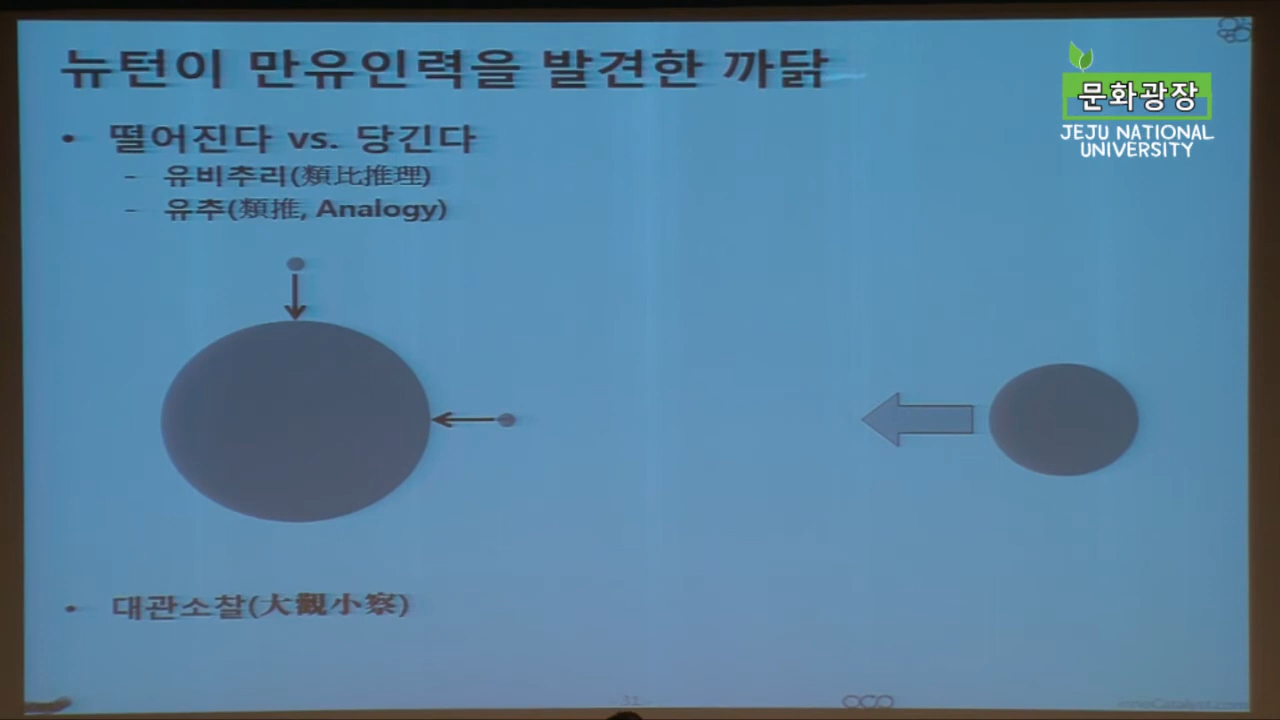 뉴턴이 만유인력을 발견한 까닭
문화광장
JEJU NATIONAL
UNIVERSITY
• 떨어진다 vs. 당긴다
- 유비추리(類比推理)
- 유추(類推, Analogy)
• 대관소찰(大觀小察)